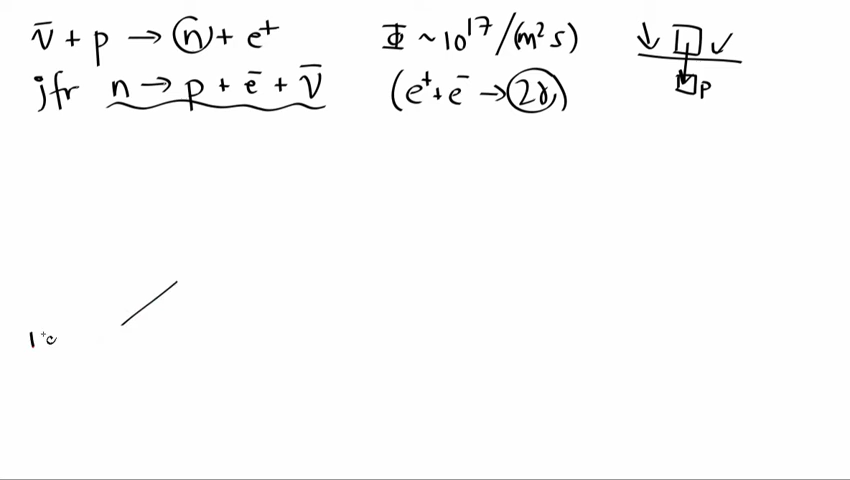 ν̄ + p → n + e⁺ Φ ~ 10¹⁷/(m² s)
jfr n → p + e⁻ + ν̄ (e⁺ + e⁻ → 2γ) p